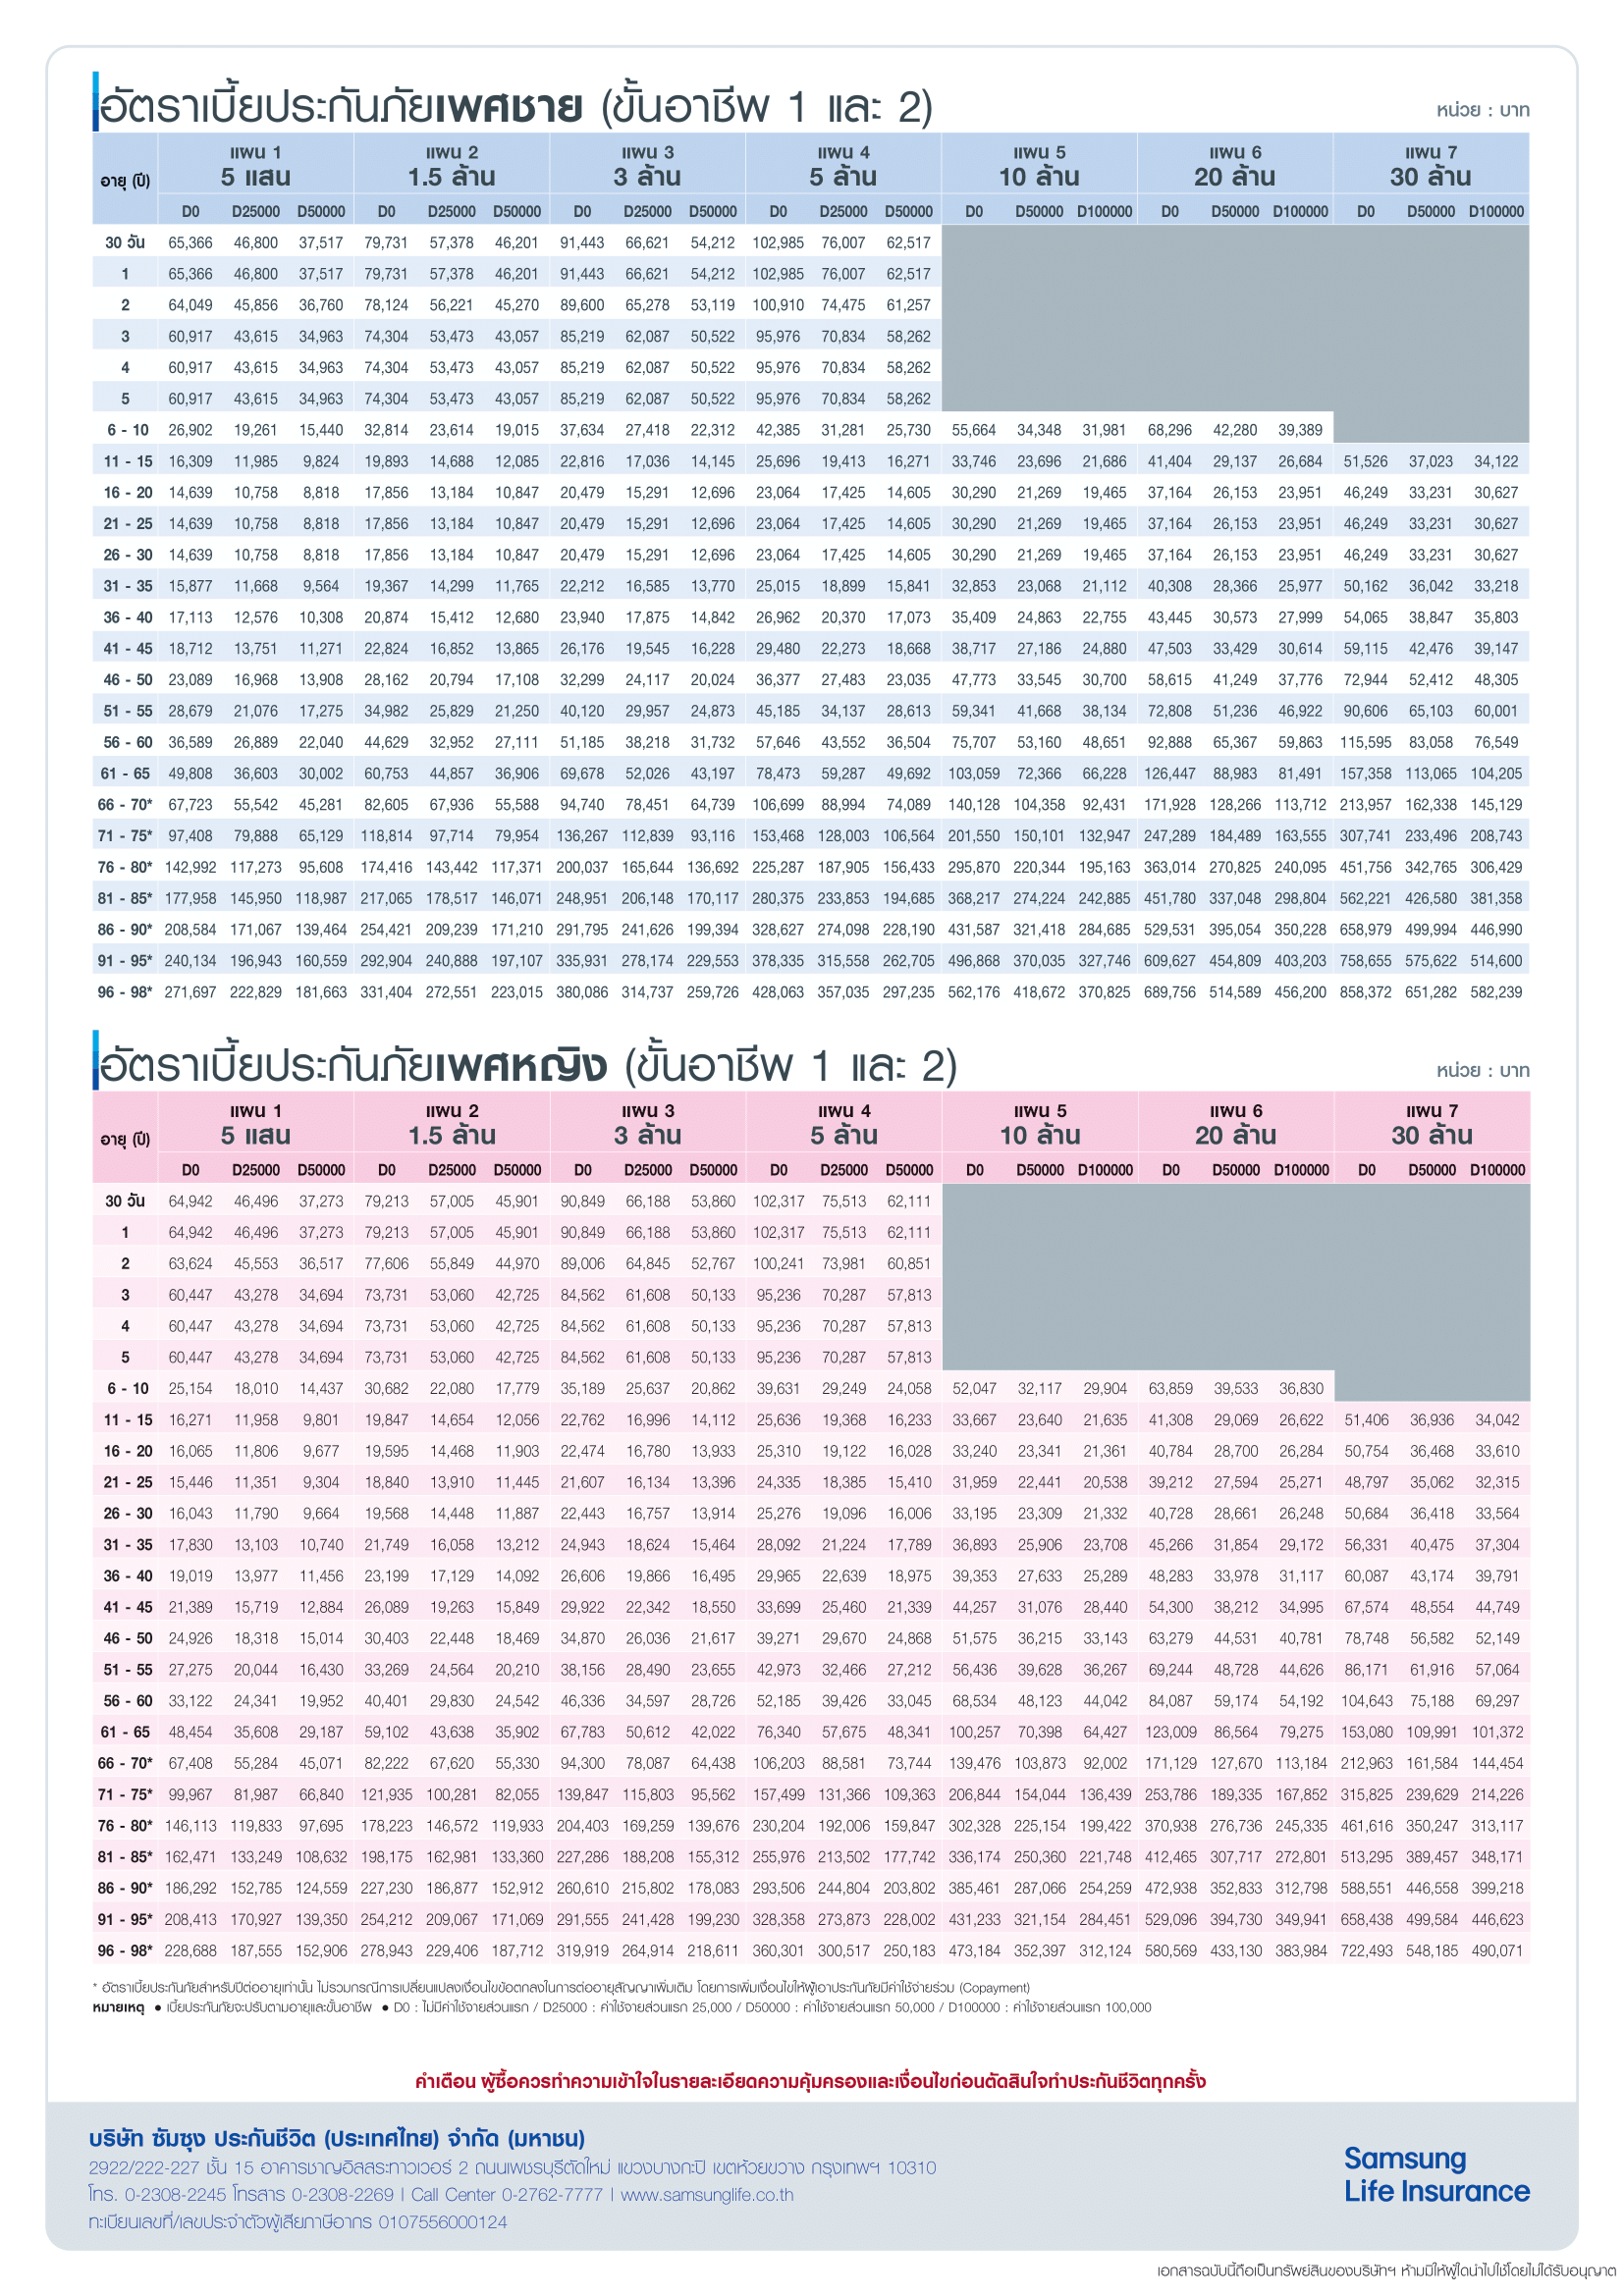 อัตราเบี้ยประกันภัยเพศชาย (ขั้นอาชีพ 1 และ 2)
หน่วย : บาท
อายุ (ปี) แผน 1 แผน 2 แผน 3 แผน 4 แผน 5 แผน 6 แผน 7
5 แสน 1.5 ล้าน 3 ล้าน 5 ล้าน 10 ล้าน 20 ล้าน 30 ล้าน
D0 D25000 D50000 D0 D25000 D50000 D0 D25000 D50000 D0 D25000 D50000 D0 D50000 D100000 D0 D50000 D100000 D0 D50000 D100000
30 วัน 65,366 46,800 37,517 79,731 57,378 46,201 91,443 66,621 54,212 102,985 76,007 62,517
1 65,366 46,800 37,517 79,731 57,378 46,201 91,443 66,621 54,212 102,985 76,007 62,517
2 64,049 45,856 36,760 78,124 56,221 45,270 89,600 65,278 53,119 100,910 74,475 61,257
3 60,917 43,615 34,963 74,304 53,473 43,057 85,219 62,087 50,522 95,976 70,834 58,262
4 60,917 43,615 34,963 74,304 53,473 43,057 85,219 62,087 50,522 95,976 70,834 58,262
5 60,917 43,615 34,963 74,304 53,473 43,057 85,219 62,087 50,522 95,976 70,834 58,262
6 - 10 26,902 19,261 15,440 32,814 23,614 19,015 37,634 27,418 22,312 42,385 31,281 25,730 55,664 34,348 31,981 68,296 42,280 39,389
11 - 15 16,309 11,985 9,824 19,893 14,688 12,085 22,816 17,036 14,145 25,696 19,413 16,271 33,746 23,696 21,686 41,404 29,137 26,684 51,526 37,023 34,122
16 - 20 14,639 10,758 8,818 17,856 13,184 10,847 20,479 15,291 12,696 23,064 17,425 14,605 30,290 21,269 19,465 37,164 26,153 23,951 46,249 33,231 30,627
21 - 25 14,639 10,758 8,818 17,856 13,184 10,847 20,479 15,291 12,696 23,064 17,425 14,605 30,290 21,269 19,465 37,164 26,153 23,951 46,249 33,231 30,627
26 - 30 14,639 10,758 8,818 17,856 13,184 10,847 20,479 15,291 12,696 23,064 17,425 14,605 30,290 21,269 19,465 37,164 26,153 23,951 46,249 33,231 30,627
31 - 35 15,877 11,668 9,564 19,367 14,299 11,765 22,212 16,585 13,770 25,015 18,899 15,841 32,853 23,068 21,112 40,308 28,366 25,977 50,162 36,042 33,218
36 - 40 17,113 12,576 10,308 20,874 15,412 12,680 23,940 17,875 14,842 26,962 20,370 17,073 35,409 24,863 22,755 43,445 30,573 27,999 54,065 38,847 35,803
41 - 45 18,712 13,751 11,271 22,824 16,852 13,865 26,176 19,545 16,228 29,480 22,273 18,668 38,717 27,186 24,880 47,503 33,429 30,614 59,115 42,476 39,147
46 - 50 23,089 16,968 13,908 28,162 20,794 17,108 32,299 24,117 20,024 36,377 27,483 23,035 47,773 33,545 30,700 58,615 41,249 37,776 72,944 52,412 48,305
51 - 55 28,679 21,076 17,275 34,982 25,829 21,250 40,120 29,957 24,873 45,185 34,137 28,613 59,341 41,668 38,134 72,808 51,236 46,922 90,606 65,103 60,001
56 - 60 36,589 26,889 22,040 44,629 32,952 27,111 51,185 38,218 31,732 57,646 43,552 36,504 75,707 53,160 48,651 92,888 65,367 59,863 115,595 83,058 76,549
61 - 65 49,808 36,603 30,002 60,753 44,857 36,906 69,678 52,026 43,197 78,473 59,287 49,692 103,059 72,366 66,228 126,447 88,983 81,491 157,358 113,065 104,205
66 - 70* 67,723 55,542 45,281 82,605 67,936 55,588 94,740 78,451 64,739 106,699 88,994 74,089 140,128 104,358 92,431 171,928 128,266 113,712 213,957 162,338 145,129
71 - 75* 97,408 79,888 65,129 118,814 97,714 79,954 136,267 112,839 93,116 153,468 128,003 106,564 201,550 150,101 132,947 247,289 184,489 163,555 307,741 233,496 208,743
76 - 80* 142,992 117,273 95,608 174,416 143,442 117,371 200,037 165,644 136,692 225,287 187,905 156,433 295,870 220,344 195,163 363,014 270,825 240,095 451,756 342,765 306,429
81 - 85* 177,958 145,950 118,987 217,065 178,517 146,071 248,951 206,148 170,117 280,375 233,853 194,685 368,217 274,224 242,885 451,780 337,048 298,804 562,221 426,580 381,358
86 - 90* 208,584 171,067 139,464 254,421 209,239 171,210 291,795 241,626 199,394 328,627 274,098 228,190 431,587 321,418 284,685 529,531 395,054 350,228 658,979 499,994 446,990
91 - 95* 240,134 196,943 160,559 292,904 240,888 197,107 335,931 278,174 229,553 378,335 315,558 262,705 496,868 370,035 327,746 609,627 454,809 403,203 758,655 575,622 514,600
96 - 98* 271,697 222,829 181,663 331,404 272,551 223,015 380,086 314,737 259,726 428,063 357,035 297,235 562,176 418,672 370,825 689,756 514,589 456,200 858,372 651,282 582,239
อัตราเบี้ยประกันภัยเพศหญิง (ขั้นอาชีพ 1 และ 2)
หน่วย : บาท
อายุ (ปี) แผน 1 แผน 2 แผน 3 แผน 4 แผน 5 แผน 6 แผน 7
5 แสน 1.5 ล้าน 3 ล้าน 5 ล้าน 10 ล้าน 20 ล้าน 30 ล้าน
D0 D25000 D50000 D0 D25000 D50000 D0 D25000 D50000 D0 D25000 D50000 D0 D50000 D100000 D0 D50000 D100000 D0 D50000 D100000
30 วัน 64,942 46,496 37,273 79,213 57,005 45,901 90,849 66,188 53,860 102,317 75,513 62,111
1 64,942 46,496 37,273 79,213 57,005 45,901 90,849 66,188 53,860 102,317 75,513 62,111
2 63,624 45,553 36,517 77,606 55,849 44,970 89,006 64,845 52,767 100,241 73,981 60,851
3 60,447 43,278 34,694 73,731 53,060 42,725 84,562 61,608 50,133 95,236 70,287 57,813
4 60,447 43,278 34,694 73,731 53,060 42,725 84,562 61,608 50,133 95,236 70,287 57,813
5 60,447 43,278 34,694 73,731 53,060 42,725 84,562 61,608 50,133 95,236 70,287 57,813
6 - 10 25,154 18,010 14,437 30,682 22,080 17,779 35,189 25,637 20,862 39,631 29,249 24,058 52,047 32,117 29,904 63,859 39,533 36,830
11 - 15 16,271 11,958 9,801 19,847 14,654 12,056 22,762 16,996 14,112 25,636 19,368 16,233 33,667 23,640 21,635 41,308 29,069 26,622 51,406 36,936 34,042
16 - 20 16,065 11,806 9,677 19,595 14,468 11,903 22,474 16,780 13,933 25,310 19,122 16,028 33,240 23,341 21,361 40,784 28,700 26,284 50,754 36,468 33,610
21 - 25 15,446 11,351 9,304 18,840 13,910 11,445 21,607 16,134 13,396 24,335 18,385 15,410 31,959 22,441 20,538 39,212 27,594 25,271 48,797 35,062 32,315
26 - 30 16,043 11,790 9,664 19,568 14,448 11,887 22,443 16,757 13,914 25,276 19,096 16,006 33,195 23,309 21,332 40,728 28,661 26,248 50,684 36,418 33,564
31 - 35 17,830 13,103 10,740 21,749 16,058 13,212 24,943 18,624 15,464 28,092 21,224 17,789 36,893 25,906 23,708 45,266 31,854 29,172 56,331 40,475 37,304
36 - 40 19,019 13,977 11,456 23,199 17,129 14,092 26,606 19,866 16,495 29,965 22,639 18,975 39,353 27,633 25,289 48,283 33,978 31,117 60,087 43,174 39,791
41 - 45 21,389 15,719 12,884 26,089 19,263 15,849 29,922 22,342 18,550 33,699 25,460 21,339 44,257 31,076 28,440 54,300 38,212 34,995 67,574 48,554 44,749
46 - 50 24,926 18,318 15,014 30,403 22,448 18,469 34,870 26,036 21,617 39,271 29,670 24,868 51,575 36,215 33,143 63,279 44,531 40,781 78,748 56,582 52,149
51 - 55 27,275 20,044 16,430 33,269 24,564 20,210 38,156 28,490 23,655 42,973 32,466 27,212 56,436 39,628 36,267 69,244 48,728 44,626 86,171 61,916 57,064
56 - 60 33,122 24,341 19,952 40,401 29,830 24,542 46,336 34,597 28,726 52,185 39,426 33,045 68,534 48,123 44,042 84,087 59,174 54,192 104,643 75,188 69,297
61 - 65 48,454 35,608 29,187 59,102 43,638 35,902 67,783 50,612 42,022 76,340 57,675 48,341 100,257 70,398 64,427 123,009 86,564 79,275 153,080 109,991 101,372
66 - 70* 67,408 55,284 45,071 82,222 67,620 55,330 94,300 78,087 64,438 106,203 88,581 73,744 139,476 103,873 92,002 171,129 127,670 113,184 212,963 161,584 144,454
71 - 75* 99,967 81,987 66,840 121,935 100,281 82,055 139,847 115,803 95,562 157,499 131,366 109,363 206,844 154,044 136,439 253,786 189,335 167,852 315,825 239,629 214,226
76 - 80* 146,113 119,833 97,695 178,223 146,572 119,933 204,403 169,259 139,676 230,204 192,006 159,847 302,328 225,154 199,422 370,938 276,736 245,335 461,616 350,247 313,117
81 - 85* 162,471 133,249 108,632 198,175 162,981 133,360 227,286 188,208 155,312 255,976 213,502 177,742 336,174 250,360 221,748 412,465 307,717 272,801 513,295 389,457 348,171
86 - 90* 186,292 152,785 124,559 227,230 186,877 152,912 260,610 215,802 178,083 293,506 244,804 203,802 385,461 287,066 254,259 472,938 352,833 312,798 588,551 446,558 399,218
91 - 95* 208,413 170,927 139,350 254,212 209,067 171,069 291,555 241,428 199,230 328,358 273,873 228,002 431,233 321,154 284,451 529,096 394,730 349,941 658,438 499,584 446,623
96 - 98* 228,688 187,555 152,906 278,943 229,406 187,712 319,919 264,914 218,611 360,301 300,517 250,183 473,184 352,397 312,124 580,569 433,130 383,984 722,493 548,185 490,071
* อัตราเบี้ยประกันภัยสำหรับปีต่ออายุเท่านั้น ไม่รวมกรณีการเปลี่ยนแปลงเงื่อนไขข้อตกลงในการต่ออายุสัญญาเพิ่มเติม โดยการเพิ่มเงื่อนไขให้ผู้เอาประกันภัยมีค่าใช้จ่ายร่วม (Copayment)
หมายเหตุ ● เบี้ยประกันภัยจะปรับตามอายุและขั้นอาชีพ ● D0 : ไม่มีค่าใช้จ่ายส่วนแรก / D25000 : ค่าใช้จ่ายส่วนแรก 25,000 / D50000 : ค่าใช้จ่ายส่วนแรก 50,000 / D100000 : ค่าใช้จ่ายส่วนแรก 100,000
คำเตือน ผู้ซื้อควรทำความเข้าใจในรายละเอียดความคุ้มครองและเงื่อนไขก่อนตัดสินใจทำประกันชีวิตทุกครั้ง
บริษัท ซัมซุง ประกันชีวิต (ประเทศไทย) จำกัด (มหาชน)
2922/222-227 ชั้น 15 อาคารชาญอิสสระทาวเวอร์ 2 ถนนเพชรบุรีตัดใหม่ แขวงบางกะปิ เขตห้วยขวาง กรุงเทพฯ 10310
โทร. 0-2308-2245 โทรสาร 0-2308-2269 | Call Center 0-2762-7777 | www.samsunglife.co.th
ทะเบียนเลขที่/เลขประจำตัวผู้เสียภาษีอากร 0107556000124
Samsung
Life Insurance
เอกสารฉบับนี้ถือเป็นทรัพย์สินของบริษัทฯ ห้ามมิให้ผู้ใดนำไปใช้โดยไม่ได้รับอนุญาต